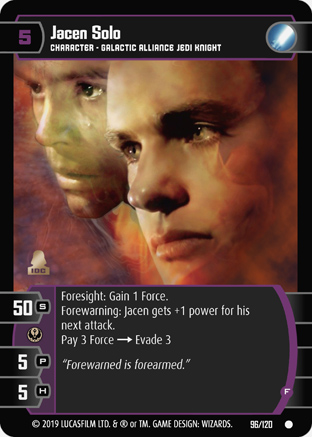 5
Jacen Solo
CHARACTER - GALACTIC ALLIANCE JEDI KNIGHT
IDC
50 S
Foresight: Gain 1 Force.
Forewarning: Jacen gets +1 power for his
next attack.
Pay 3 Force → Evade 3
5 P
"Forewarned is forearmed."
5 H
F
© 2019 LUCASFILM LTD. & ® or TM. GAME DESIGN: WIZARDS.
96/120